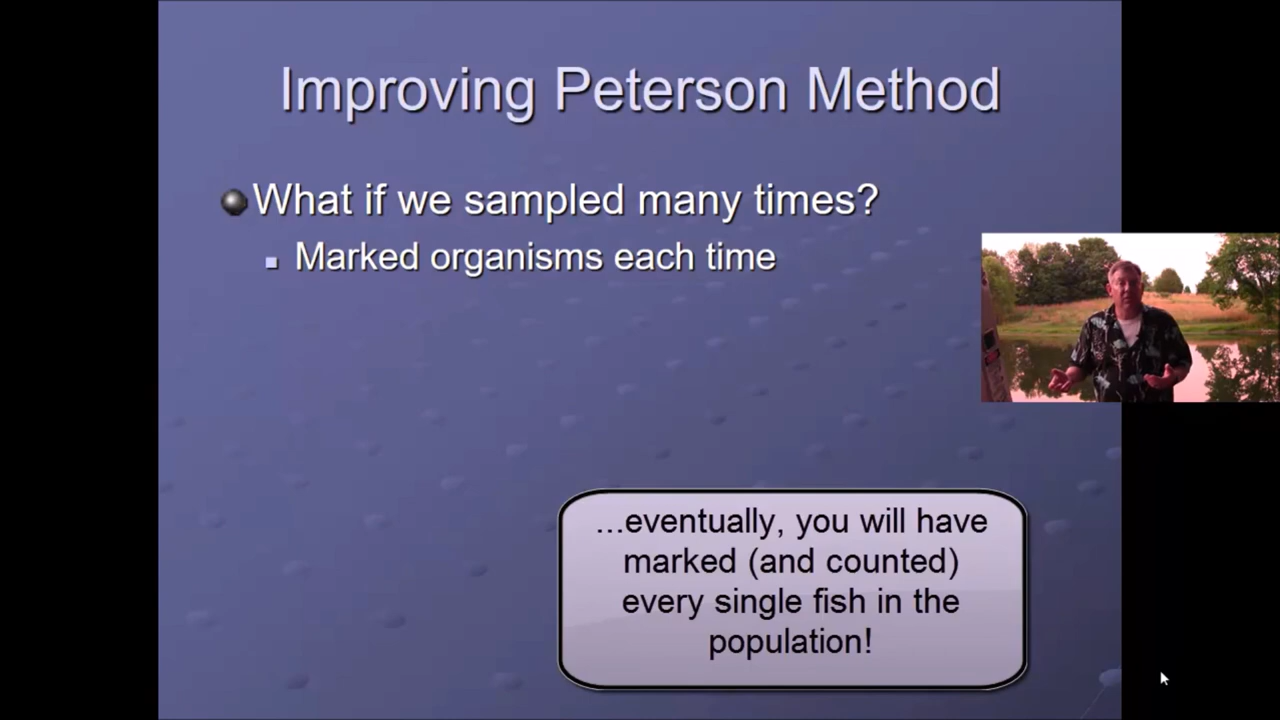 Improving Peterson Method
What if we sampled many times?
Marked organisms each time
...eventually, you will have
marked (and counted)
every single fish in the
population!